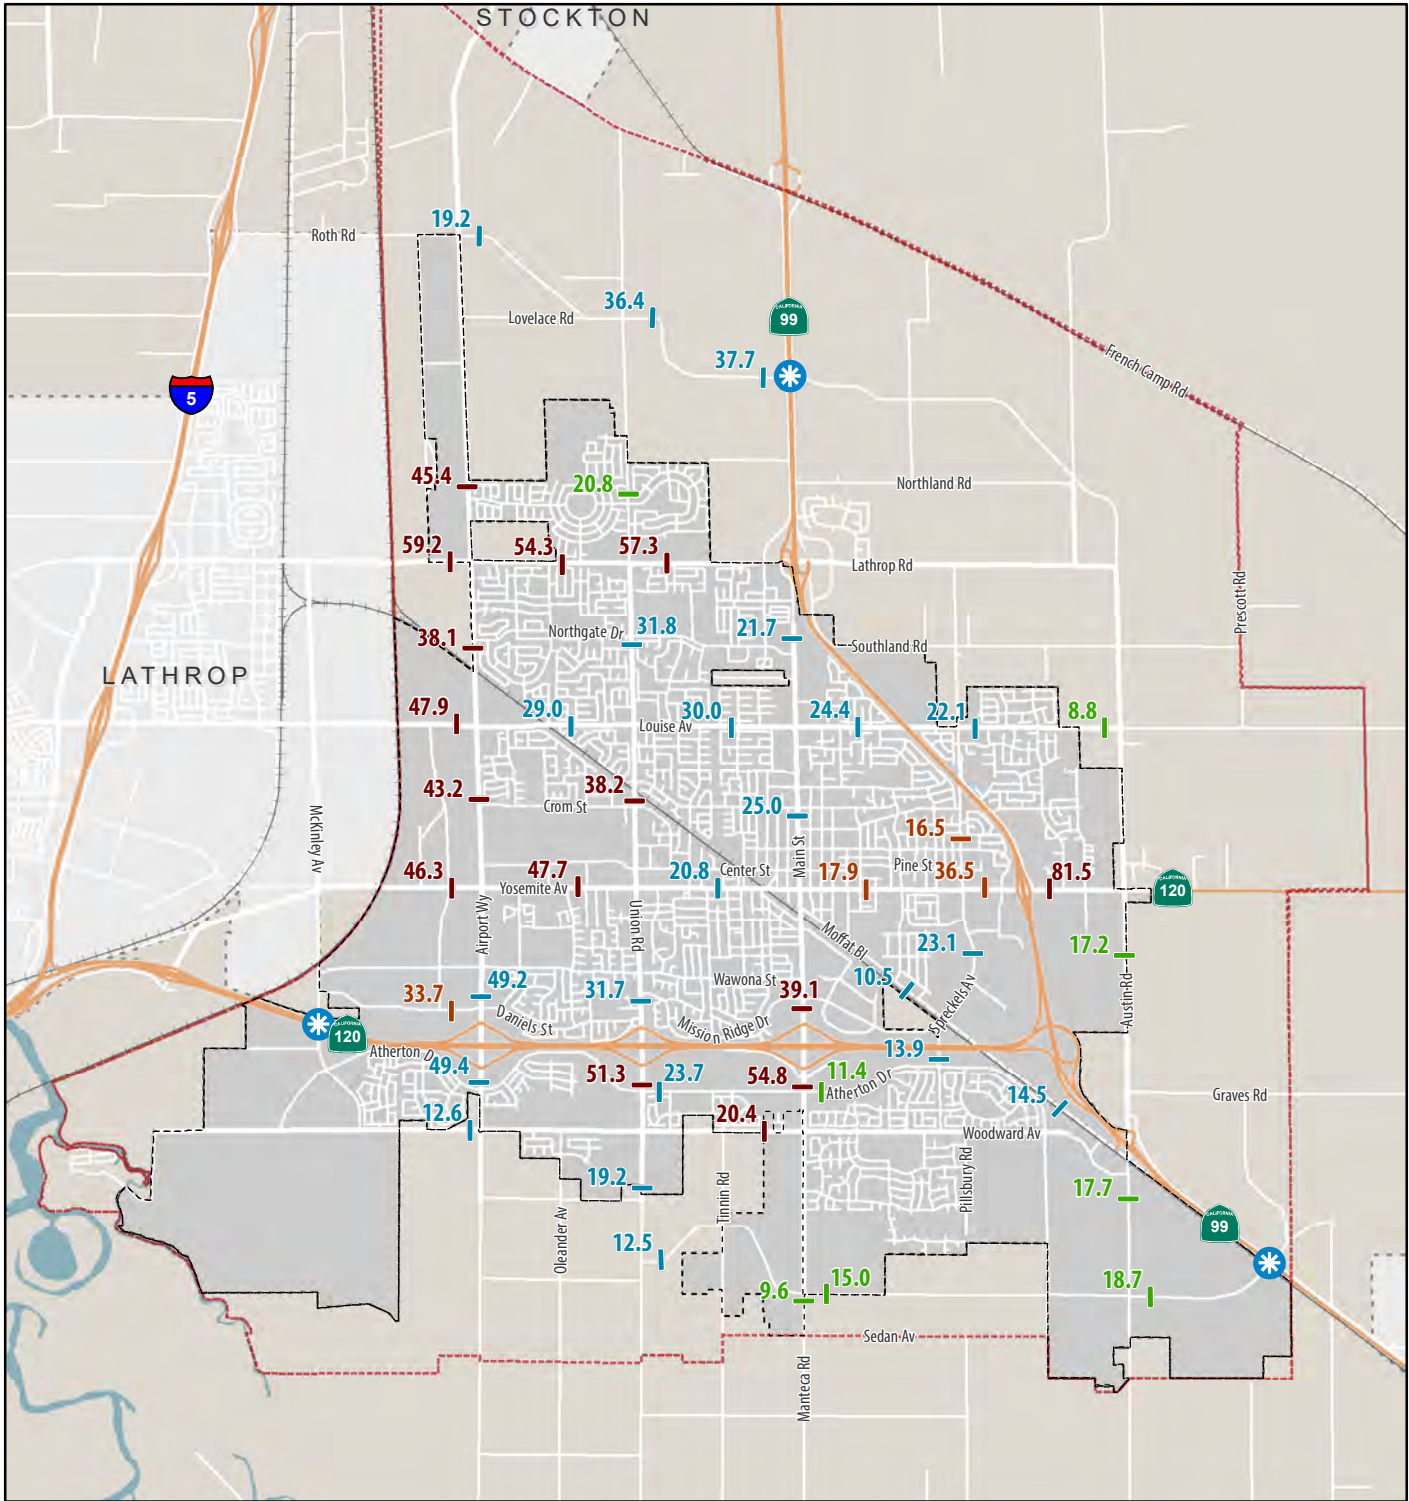 STOCKTON
19.2
Roth Rd
36.4
Lovelace Rd
CALIFORNIA
99
37.7
French Camp Rd
5
45.4
20.8
Northland Rd
59.2
54.3
57.3
Lathrop Rd
Prescott Rd
38.1
Northgate Dr
31.8
21.7
Southland Rd
LATHROP
47.9
29.0
Louise Av
30.0
24.4
22.1
8.8
43.2
Crom St
38.2
25.0
Main St
16.5
McKinley Av
46.3
47.7
Yosemite Av
20.8
Center St
17.9
Pine St
36.5
81.5
CALIFORNIA
120
Airport Wy
Union Rd
Moffat Bl
23.1
17.2
Austin Rd
33.7
49.2
Daniels St
31.7
Wawona St
39.1
10.5
Spreckels Av
Mission Ridge Dr
CALIFORNIA
120
Atherton D
49.4
51.3
23.7
54.8
11.4
Atherton Dr
13.9
14.5
Graves Rd
12.6
20.4
Woodward Av
19.2
Tinnin Rd
Pillsbury Rd
17.7
Oleander Av
12.5
CALIFORNIA
99
9.6
15.0
18.7
Sedan Av
Manteca Rd